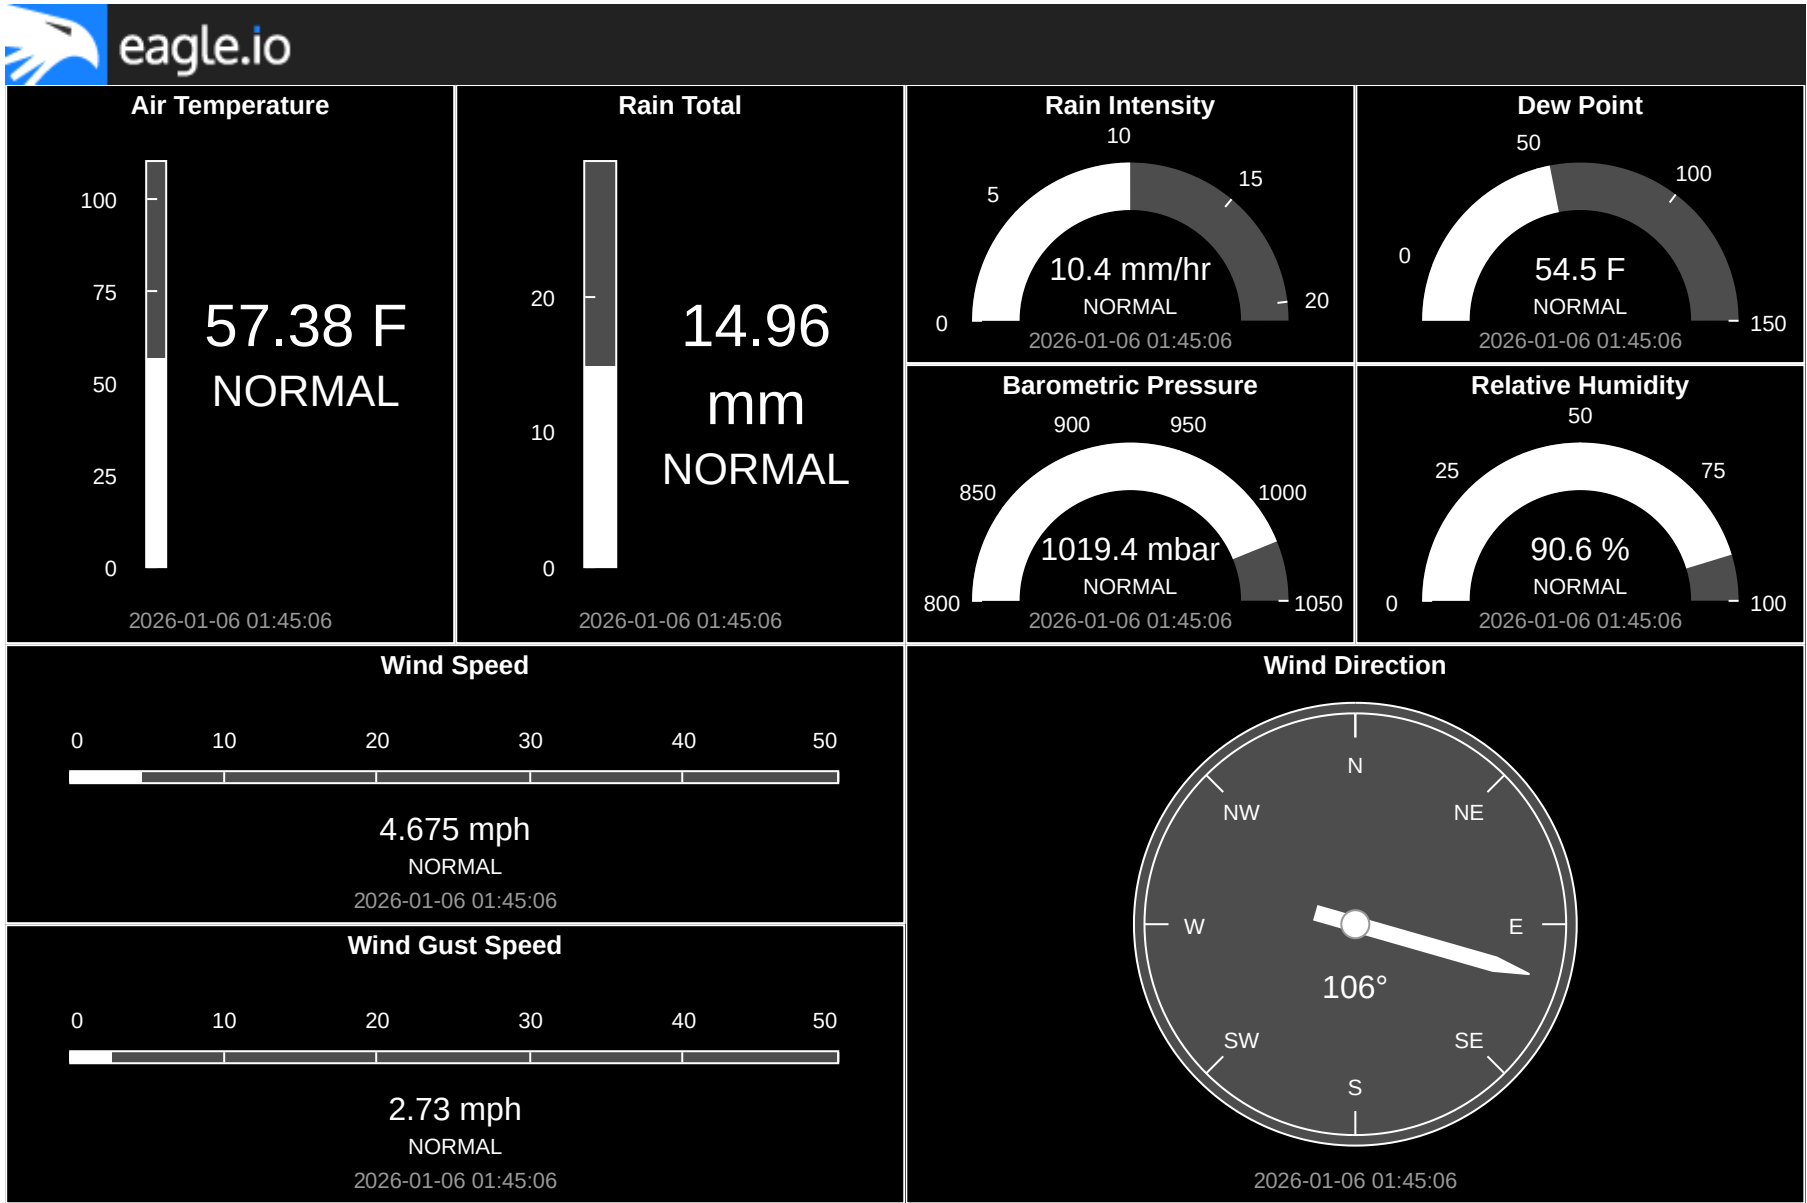 eagle.io
Air Temperature
100
75
50
25
0
57.38 F
NORMAL
2026-01-06 01:45:06
Rain Total
20
10
0
14.96
mm
NORMAL
2026-01-06 01:45:06
Rain Intensity
0
5
10
15
20
10.4 mm/hr
NORMAL
2026-01-06 01:45:06
Dew Point
0
50
100
150
54.5 F
NORMAL
2026-01-06 01:45:06
Barometric Pressure
800
850
900
950
1000
1050
1019.4 mbar
NORMAL
2026-01-06 01:45:06
Relative Humidity
0
25
50
75
100
90.6 %
NORMAL
2026-01-06 01:45:06
Wind Speed
0 10 20 30 40 50
4.675 mph
NORMAL
2026-01-06 01:45:06
Wind Gust Speed
0 10 20 30 40 50
2.73 mph
NORMAL
2026-01-06 01:45:06
Wind Direction
N
NW NE
W E
106°
SW SE
S
2026-01-06 01:45:06